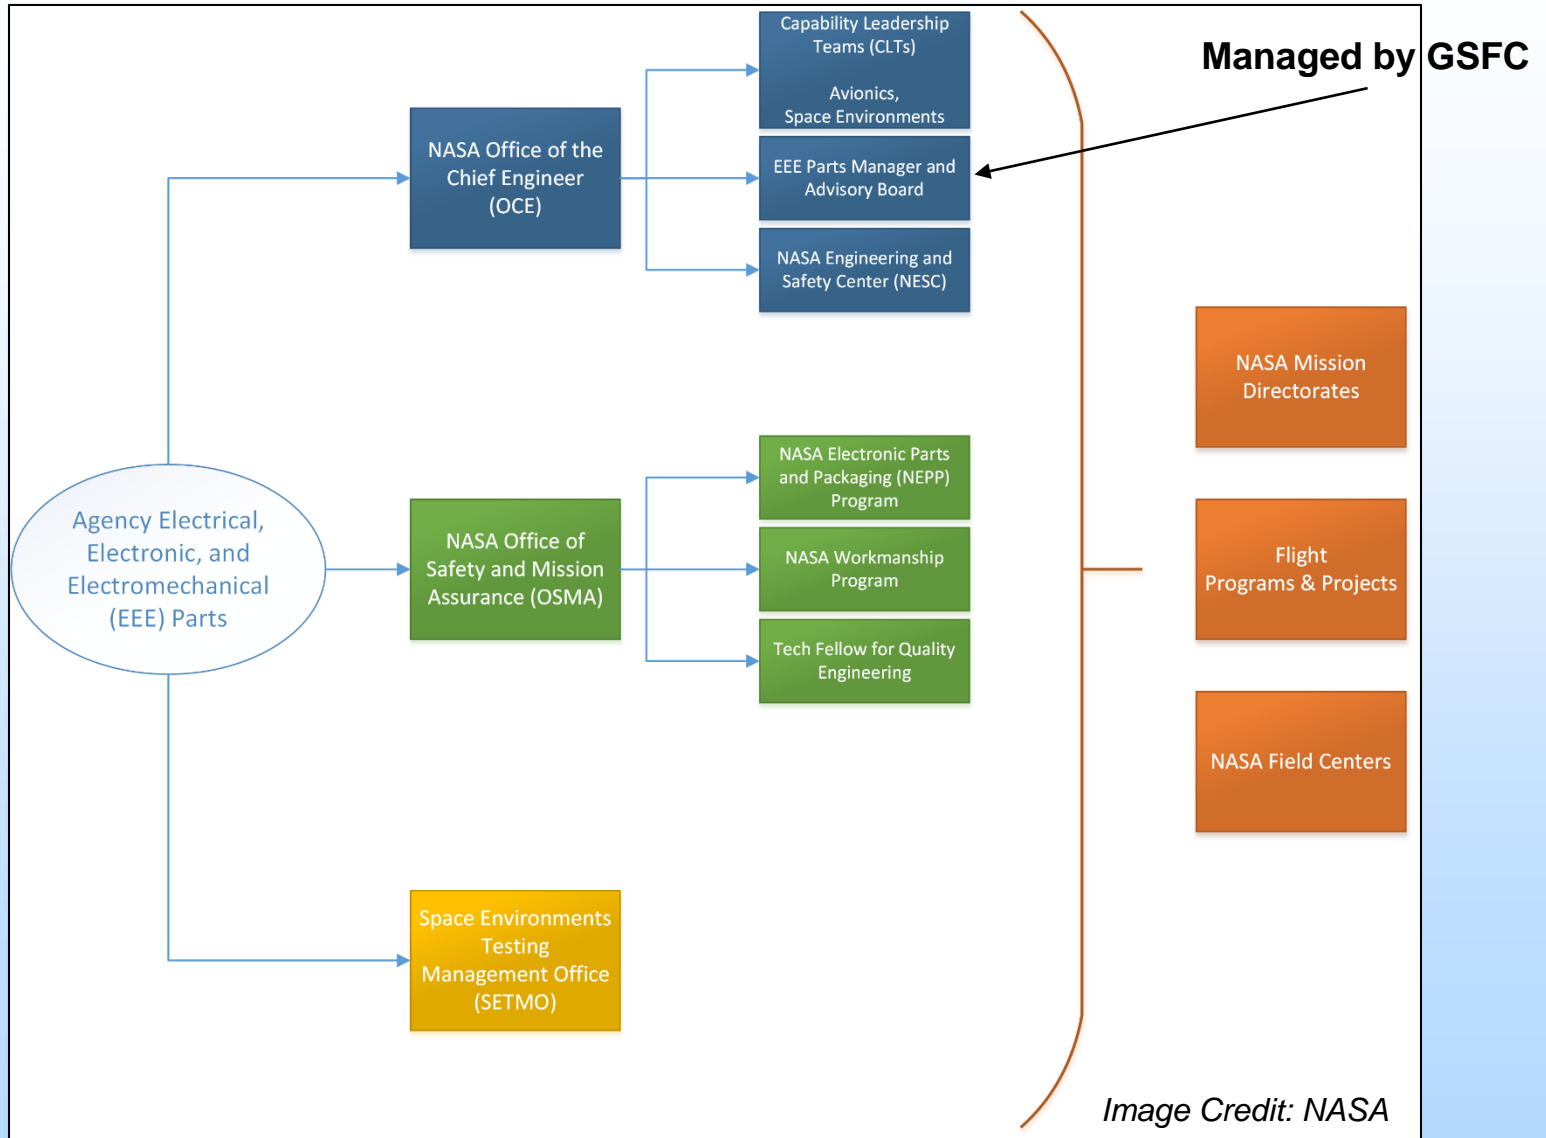 Capability Leadership
Teams (CLTs)
Avionics,
Space Environments
Managed by GSFC
NASA Office of the
Chief Engineer
(OCE)
EEE Parts Manager and
Advisory Board
NASA Engineering and
Safety Center (NESC)
NASA Mission
Directorates
NASA Electronic Parts
and Packaging (NEPP)
Program
Agency Electrical,
Electronic, and
Electromechanical
(EEE) Parts
NASA Office of
Safety and Mission
Assurance (OSMA)
NASA Workmanship
Program
Flight
Programs & Projects
Tech Fellow for Quality
Engineering
NASA Field Centers
Space Environments
Testing
Management Office
(SETMO)
Image Credit: NASA